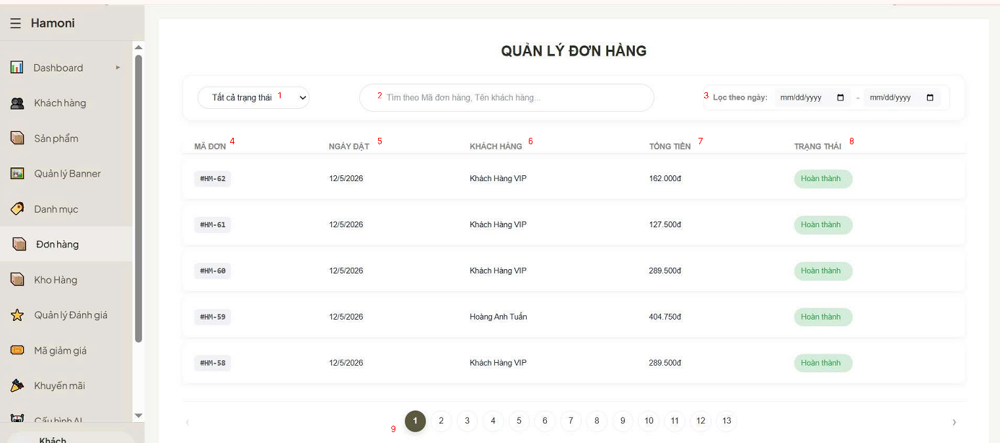 ☰ Hamoni
Dashboard ▸
Khách hàng
Sản phẩm
Quản lý Banner
Danh mục
Đơn hàng
Kho Hàng
Quản lý Đánh giá
Mã giảm giá
Khuyến mãi
Cấu hình AI
Khách
QUẢN LÝ ĐƠN HÀNG
Tất cả trạng thái 1
2 Tìm theo Mã đơn hàng, Tên khách hàng...
3 Lọc theo ngày: mm/dd/yyyy - mm/dd/yyyy
MÃ ĐƠN 4 NGÀY ĐẶT 5 KHÁCH HÀNG 6 TỔNG TIỀN 7 TRẠNG THÁI 8
#HM-62 12/5/2026 Khách Hàng VIP 162.000đ Hoàn thành
#HM-61 12/5/2026 Khách Hàng VIP 127.500đ Hoàn thành
#HM-60 12/5/2026 Khách Hàng VIP 289.500đ Hoàn thành
#HM-59 12/5/2026 Hoàng Anh Tuấn 404.750đ Hoàn thành
#HM-58 12/5/2026 Khách Hàng VIP 289.500đ Hoàn thành
‹ 9 1 2 3 4 5 6 7 8 9 10 11 12 13 ›